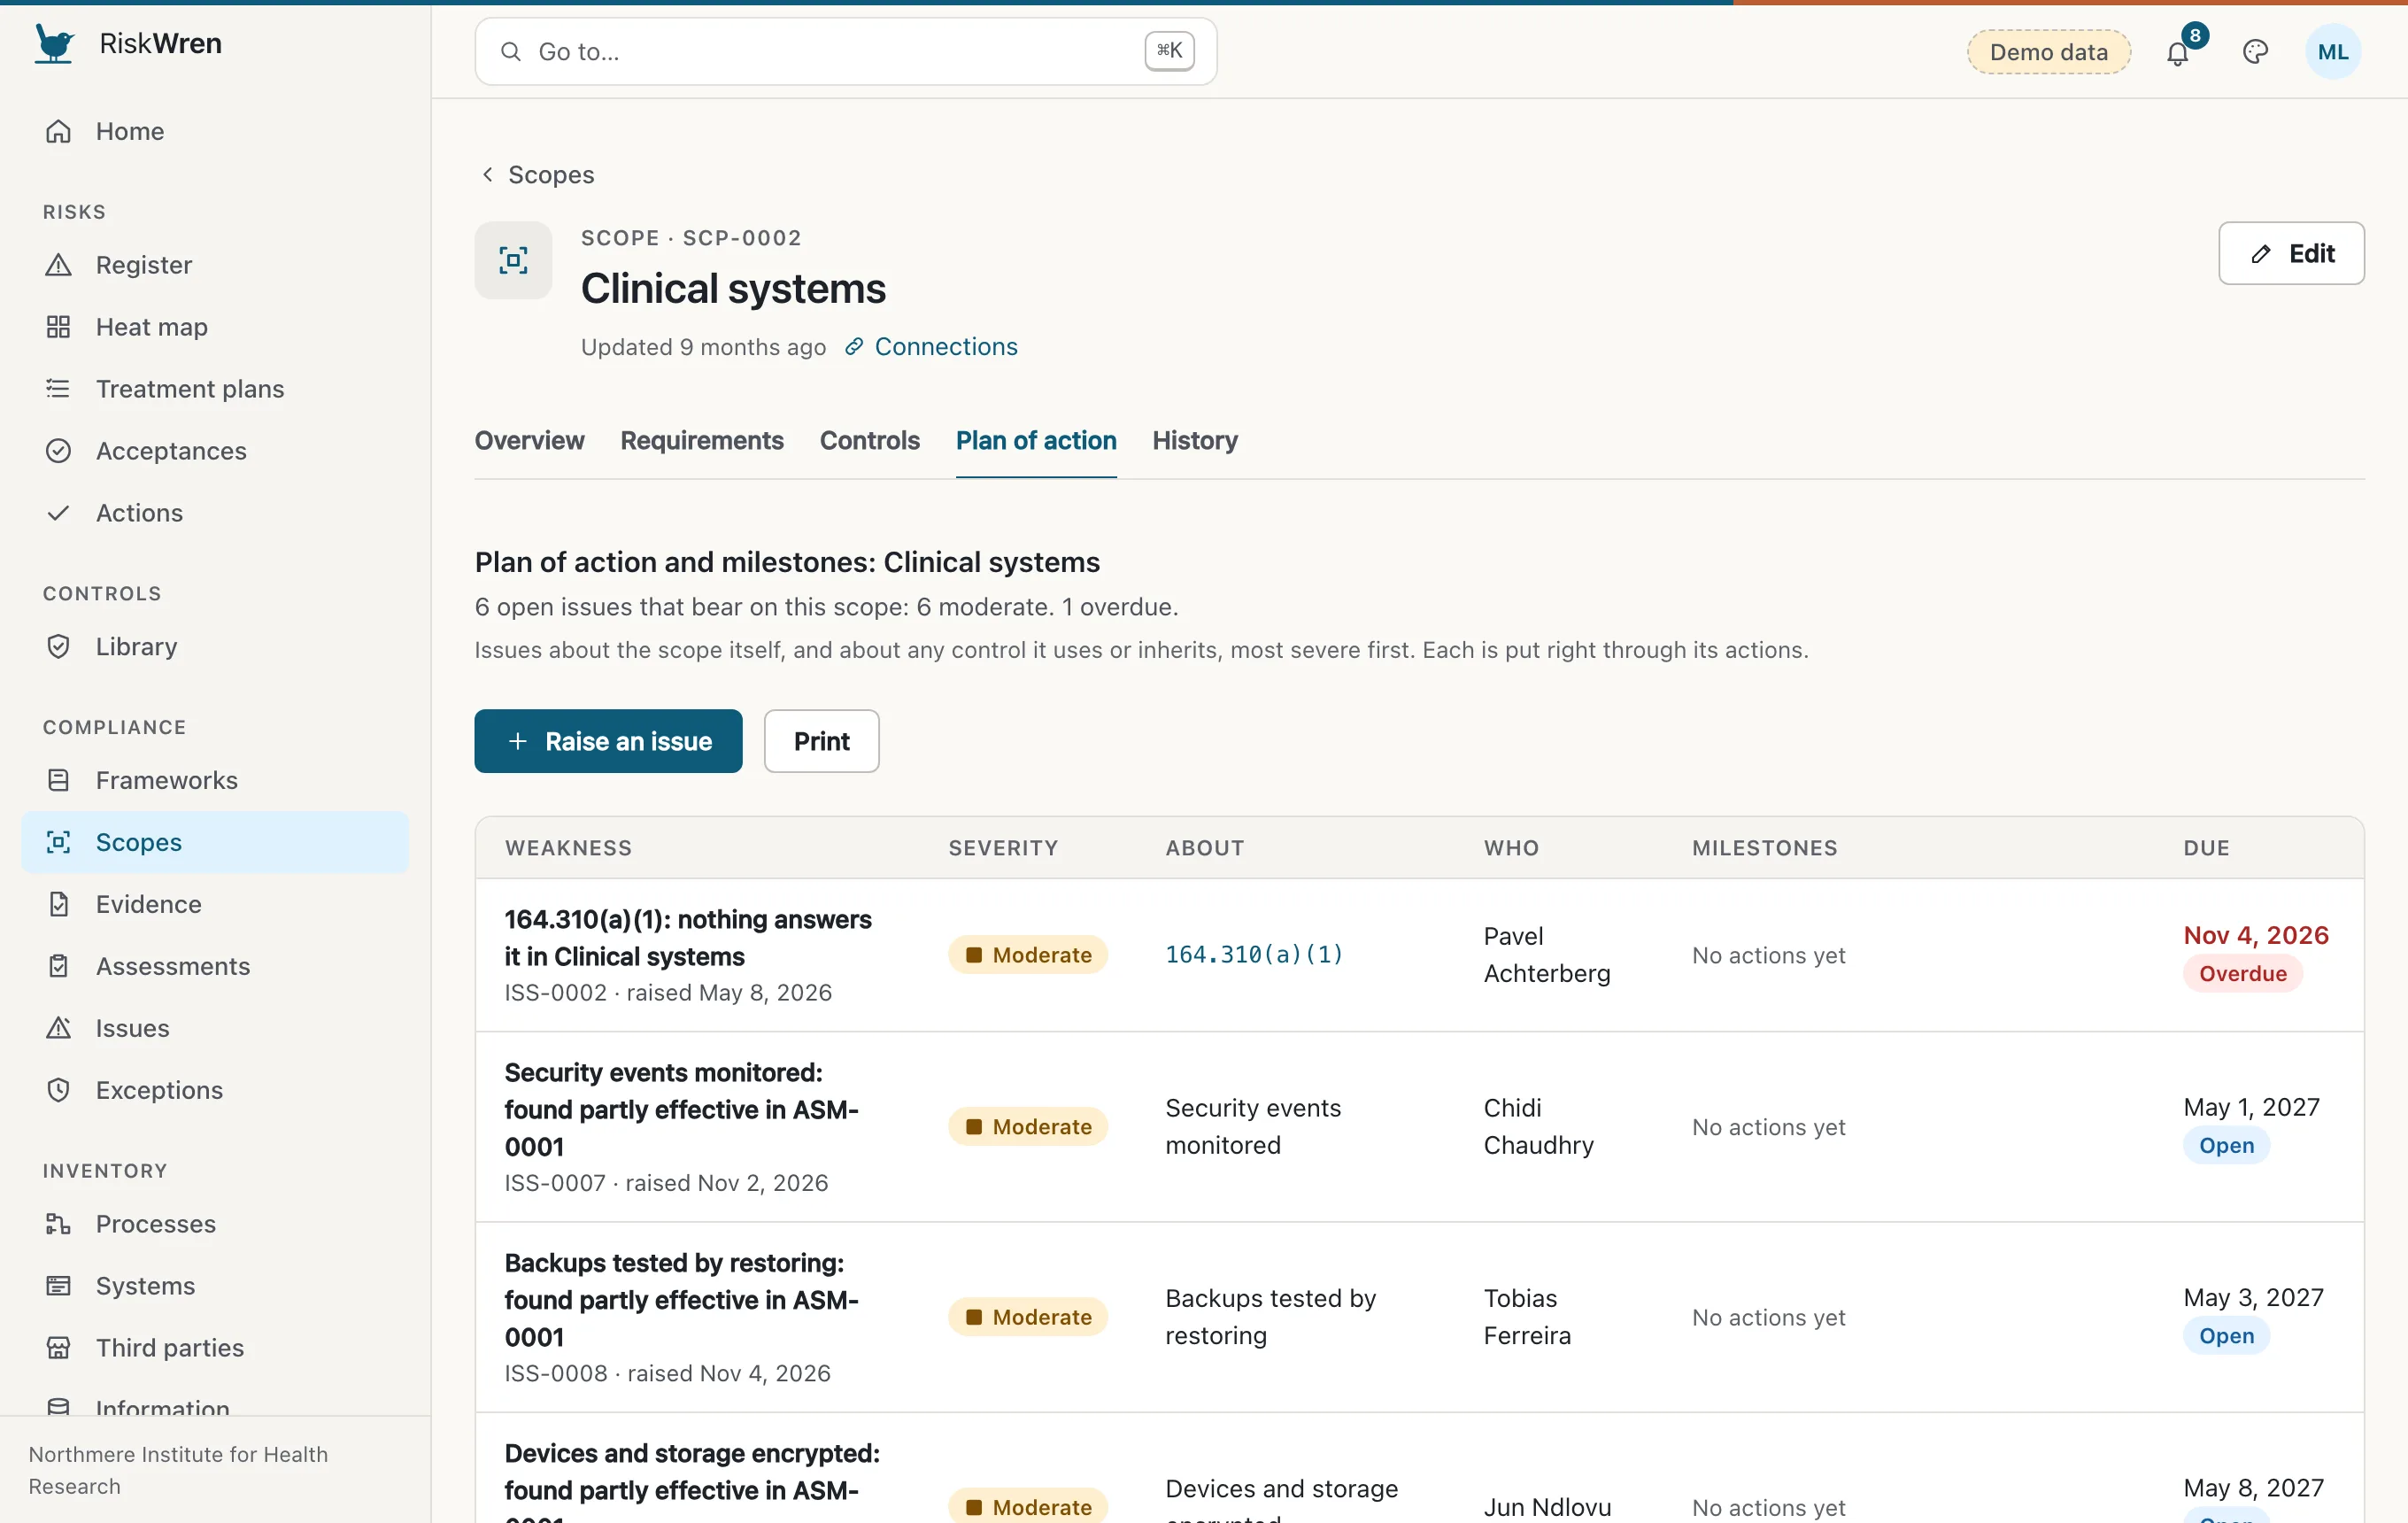 RiskWren
Go to...
⌘K
Demo data
8
ML
Home
RISKS
Register
Heat map
Treatment plans
Acceptances
Actions
CONTROLS
Library
COMPLIANCE
Frameworks
Scopes
Evidence
Assessments
Issues
Exceptions
INVENTORY
Processes
Systems
Third parties
Information
Northmere Institute for Health
Research
Scopes
SCOPE · SCP-0002
Clinical systems
Updated 9 months ago
Connections
Edit
Overview
Requirements
Controls
Plan of action
History
Plan of action and milestones: Clinical systems
6 open issues that bear on this scope: 6 moderate. 1 overdue.
Issues about the scope itself, and about any control it uses or inherits, most severe first. Each is put right through its actions.
Raise an issue
Print
WEAKNESS
SEVERITY
ABOUT
WHO
MILESTONES
DUE
164.310(a)(1): nothing answers
it in Clinical systems
ISS-0002 · raised May 8, 2026
Moderate
164.310(a)(1)
Pavel
Achterberg
No actions yet
Nov 4, 2026
Overdue
Security events monitored:
found partly effective in ASM-
0001
ISS-0007 · raised Nov 2, 2026
Moderate
Security events
monitored
Chidi
Chaudhry
No actions yet
May 1, 2027
Open
Backups tested by restoring:
found partly effective in ASM-
0001
ISS-0008 · raised Nov 4, 2026
Moderate
Backups tested by
restoring
Tobias
Ferreira
No actions yet
May 3, 2027
Open
Devices and storage encrypted:
found partly effective in ASM-
0001
Moderate
Devices and storage
encrypted
Jun Ndlovu
No actions yet
May 8, 2027
Open